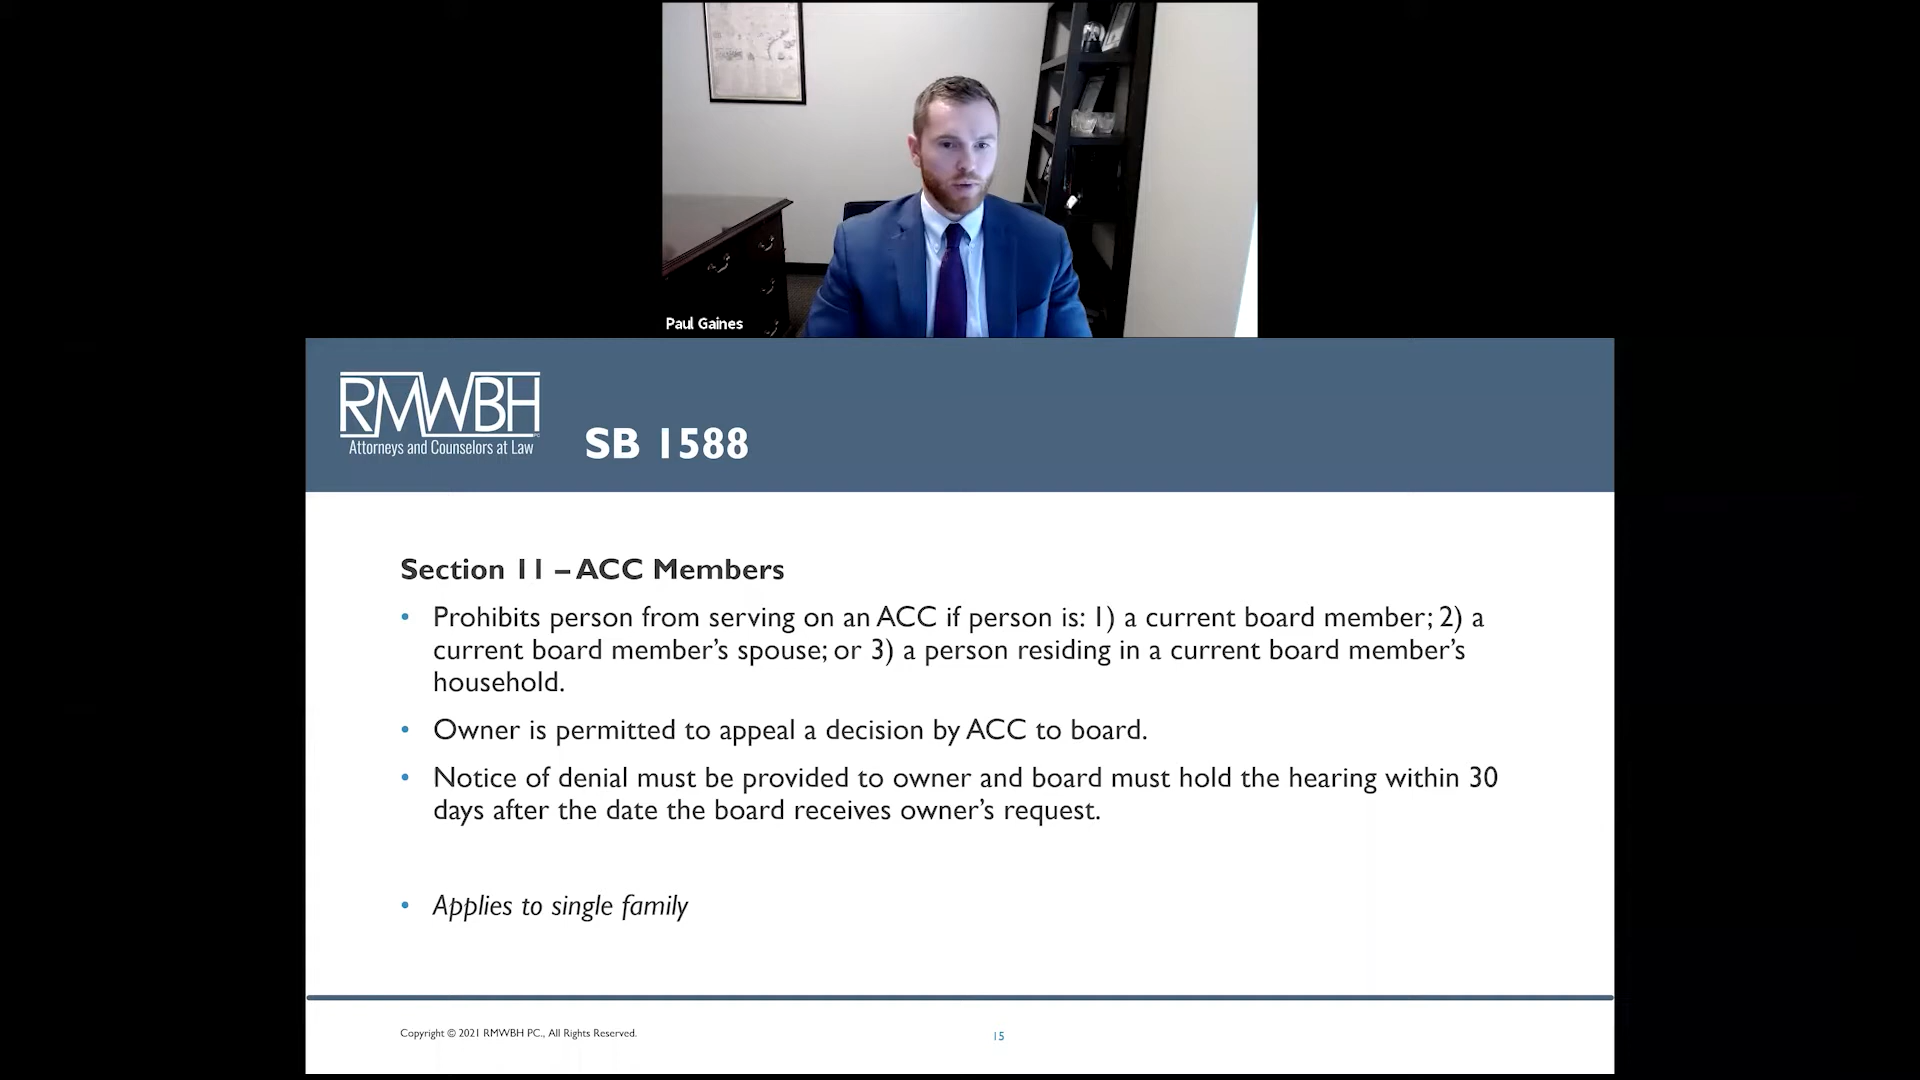 Paul Gaines
RMWBH
PC
Attorneys and Counselors at Law
SB 1588
Section 11 – ACC Members
• Prohibits person from serving on an ACC if person is: 1) a current board member; 2) a
current board member’s spouse; or 3) a person residing in a current board member’s
household.
• Owner is permitted to appeal a decision by ACC to board.
• Notice of denial must be provided to owner and board must hold the hearing within 30
days after the date the board receives owner’s request.
• Applies to single family
Copyright © 2021 RMWBH PC., All Rights Reserved.
15